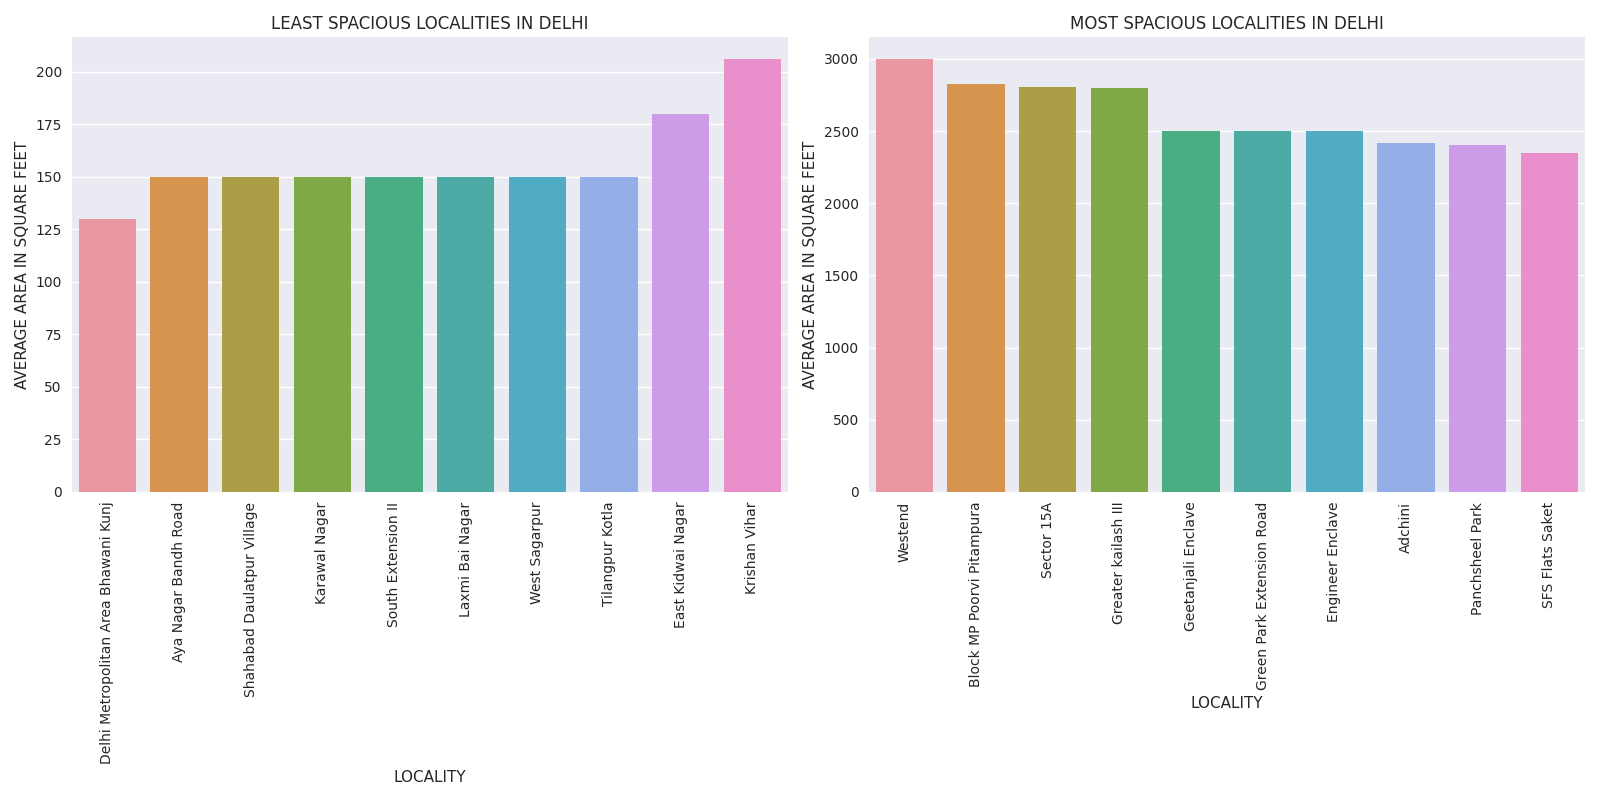 LEAST SPACIOUS LOCALITIES IN DELHI
AVERAGE AREA IN SQUARE FEET
200
175
150
125
100
75
50
25
0
Delhi Metropolitan Area Bhawani Kunj
Aya Nagar Bandh Road
Shahabad Daulatpur Village
Karawal Nagar
South Extension II
Laxmi Bai Nagar
West Sagarpur
Tilangpur Kotla
East Kidwai Nagar
Krishan Vihar
LOCALITY
MOST SPACIOUS LOCALITIES IN DELHI
AVERAGE AREA IN SQUARE FEET
3000
2500
2000
1500
1000
500
0
Westend
Block MP Poorvi Pitampura
Sector 15A
Greater kailash III
Geetanjali Enclave
Green Park Extension Road
Engineer Enclave
Adchini
Panchsheel Park
SFS Flats Saket
LOCALITY